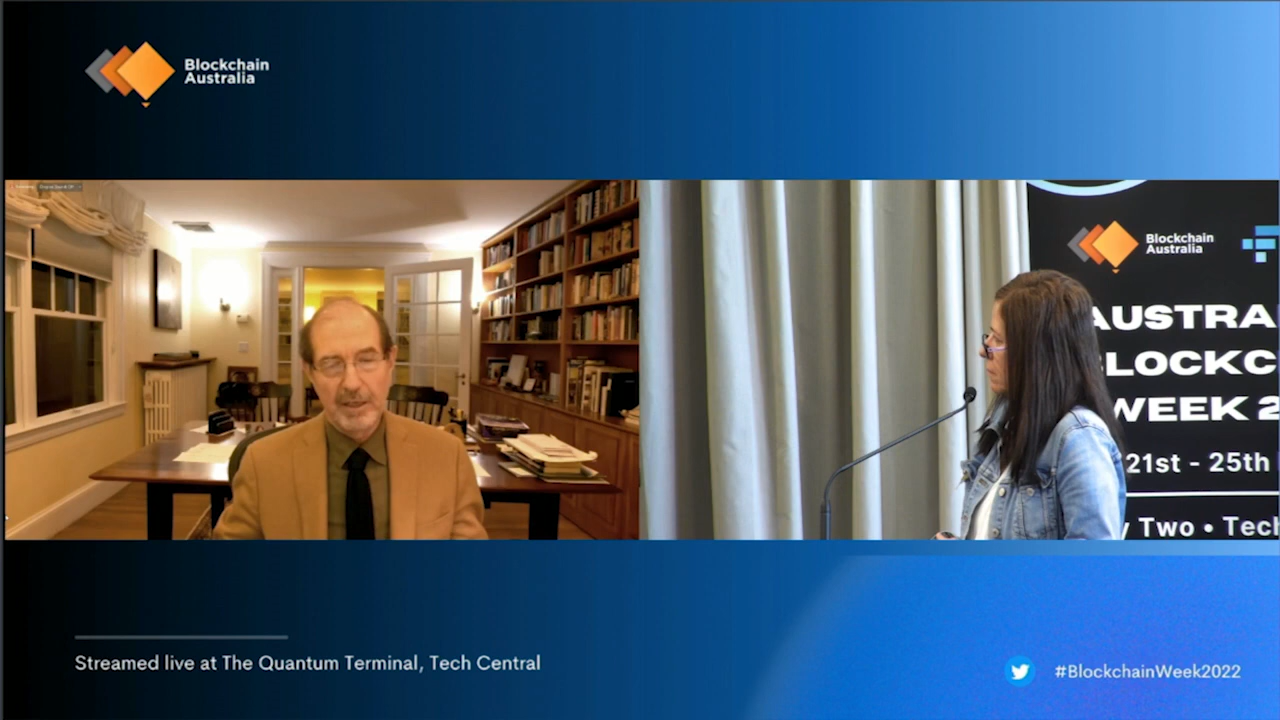 Blockchain
Australia
Blockchain
Australia
AUSTRA
BLOCKC
WEEK 2
21st - 25th
y Two • Tech
Streamed live at The Quantum Terminal, Tech Central
#BlockchainWeek2022